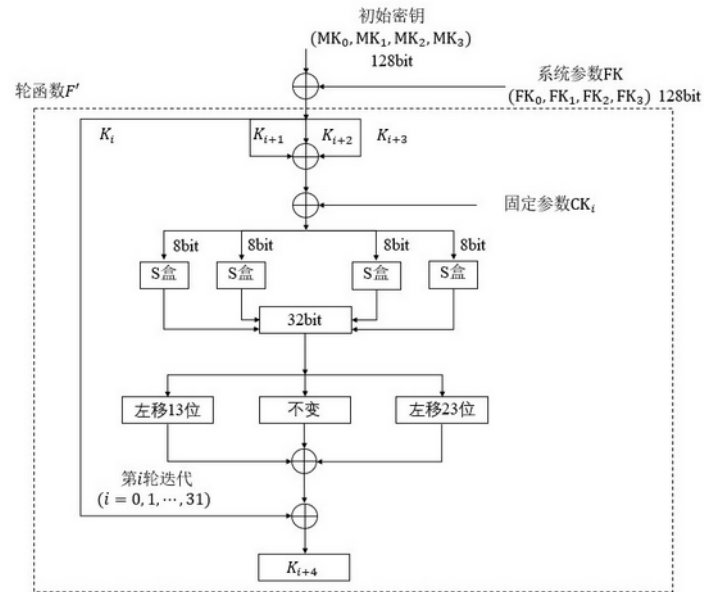 初始密钥
(MK₀, MK₁, MK₂, MK₃)
128bit
系统参数FK
(FK₀, FK₁, FK₂, FK₃) 128bit
轮函数F′
Kᵢ
Kᵢ₊₁
Kᵢ₊₂
Kᵢ₊₃
固定参数CKᵢ
8bit
8bit
8bit
8bit
S盒
S盒
S盒
S盒
32bit
左移13位
不变
左移23位
第i轮迭代
(i = 0, 1, ⋯, 31)
Kᵢ₊₄